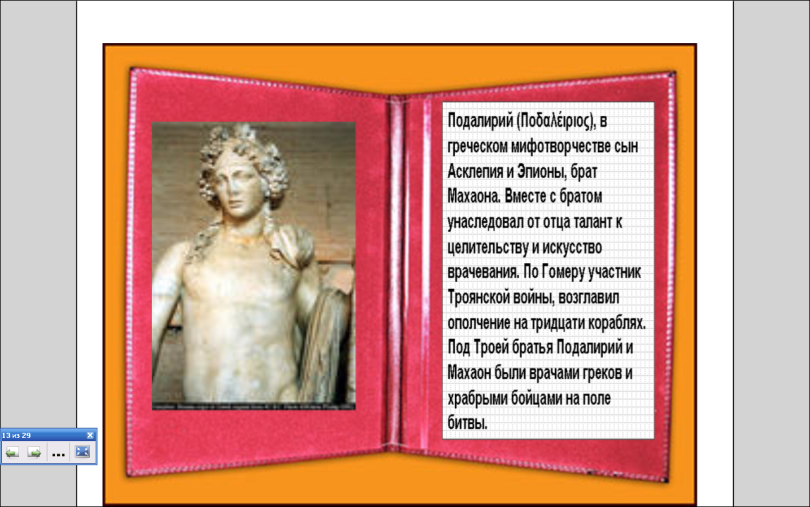 Подалирий (Ποδαλείριος), в
греческом мифотворчестве сын
Асклепия и Эпионы, брат
Махаона. Вместе с братом
унаследовал от отца талант к
целительству и искусство
врачевания. По Гомеру участник
Троянской войны, возглавил
ополчение на тридцати кораблях.
Под Троей братья Подалирий и
Махаон были врачами греков и
храбрыми бойцами на поле
битвы.
13 из 29